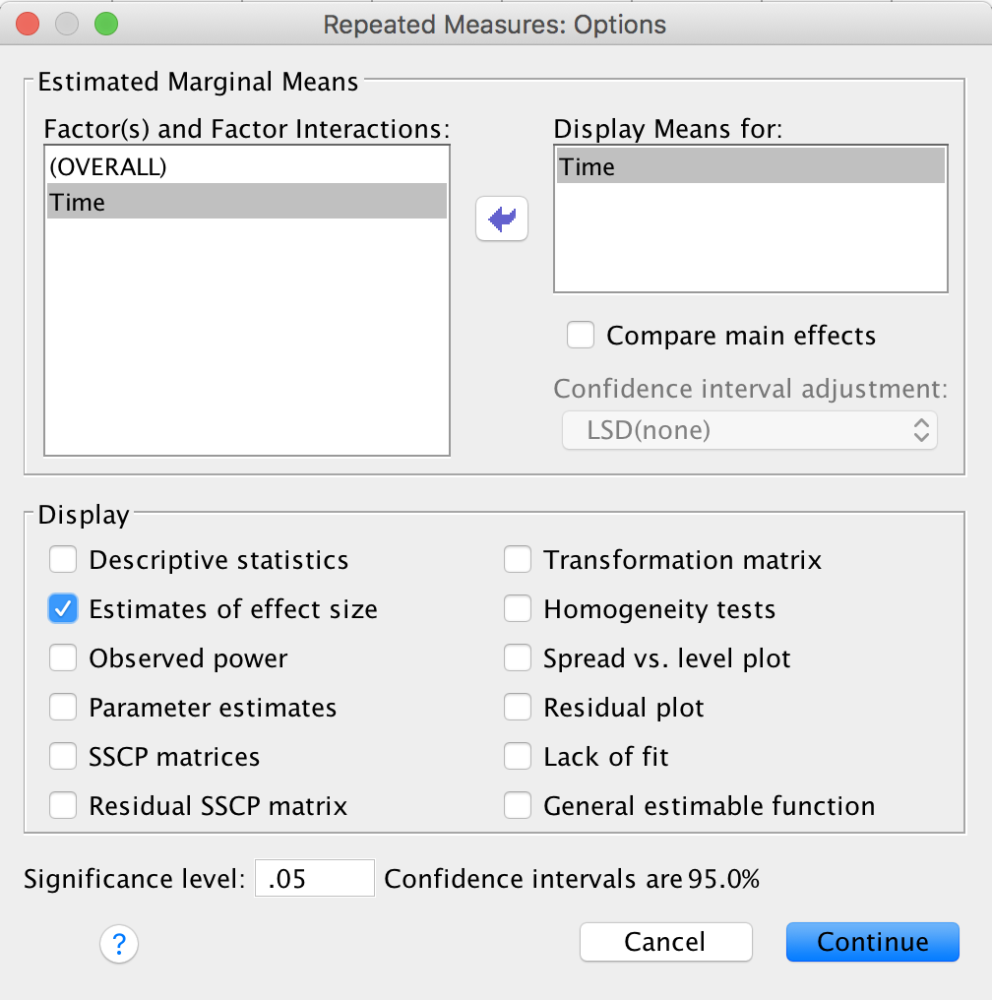 Repeated Measures: Options
Estimated Marginal Means
Factor(s) and Factor Interactions:
(OVERALL)
Time
Display Means for:
Time
Compare main effects
Confidence interval adjustment:
LSD(none)
Display
Descriptive statistics
Estimates of effect size
Observed power
Parameter estimates
SSCP matrices
Residual SSCP matrix
Transformation matrix
Homogeneity tests
Spread vs. level plot
Residual plot
Lack of fit
General estimable function
Significance level: .05 Confidence intervals are 95.0%
? Cancel Continue